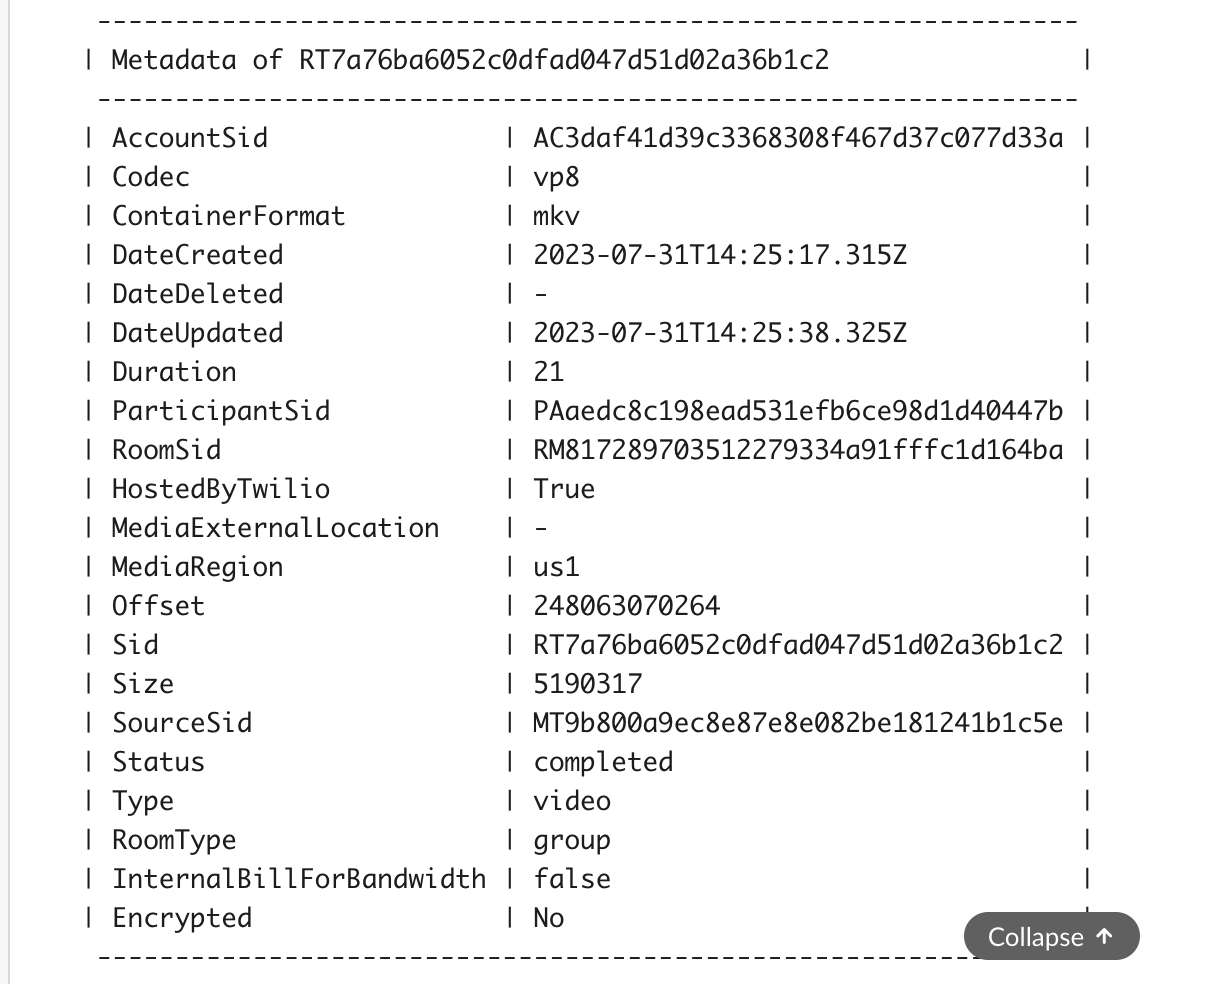 ---------------------------------------------------------------
| Metadata of RT7a76ba6052c0dfad047d51d02a36b1c2 |
---------------------------------------------------------------
| AccountSid | AC3daf41d39c3368308f467d37c077d33a |
| Codec | vp8 |
| ContainerFormat | mkv |
| DateCreated | 2023-07-31T14:25:17.315Z |
| DateDeleted | - |
| DateUpdated | 2023-07-31T14:25:38.325Z |
| Duration | 21 |
| ParticipantSid | PAaedc8c198ead531efb6ce98d1d40447b |
| RoomSid | RM817289703512279334a91fffc1d164ba |
| HostedByTwilio | True |
| MediaExternalLocation | - |
| MediaRegion | us1 |
| Offset | 248063070264 |
| Sid | RT7a76ba6052c0dfad047d51d02a36b1c2 |
| Size | 5190317 |
| SourceSid | MT9b800a9ec8e87e8e082be181241b1c5e |
| Status | completed |
| Type | video |
| RoomType | group |
| InternalBillForBandwidth | false |
| Encrypted | No |
---------------------------------------------------------------
Collapse ↑